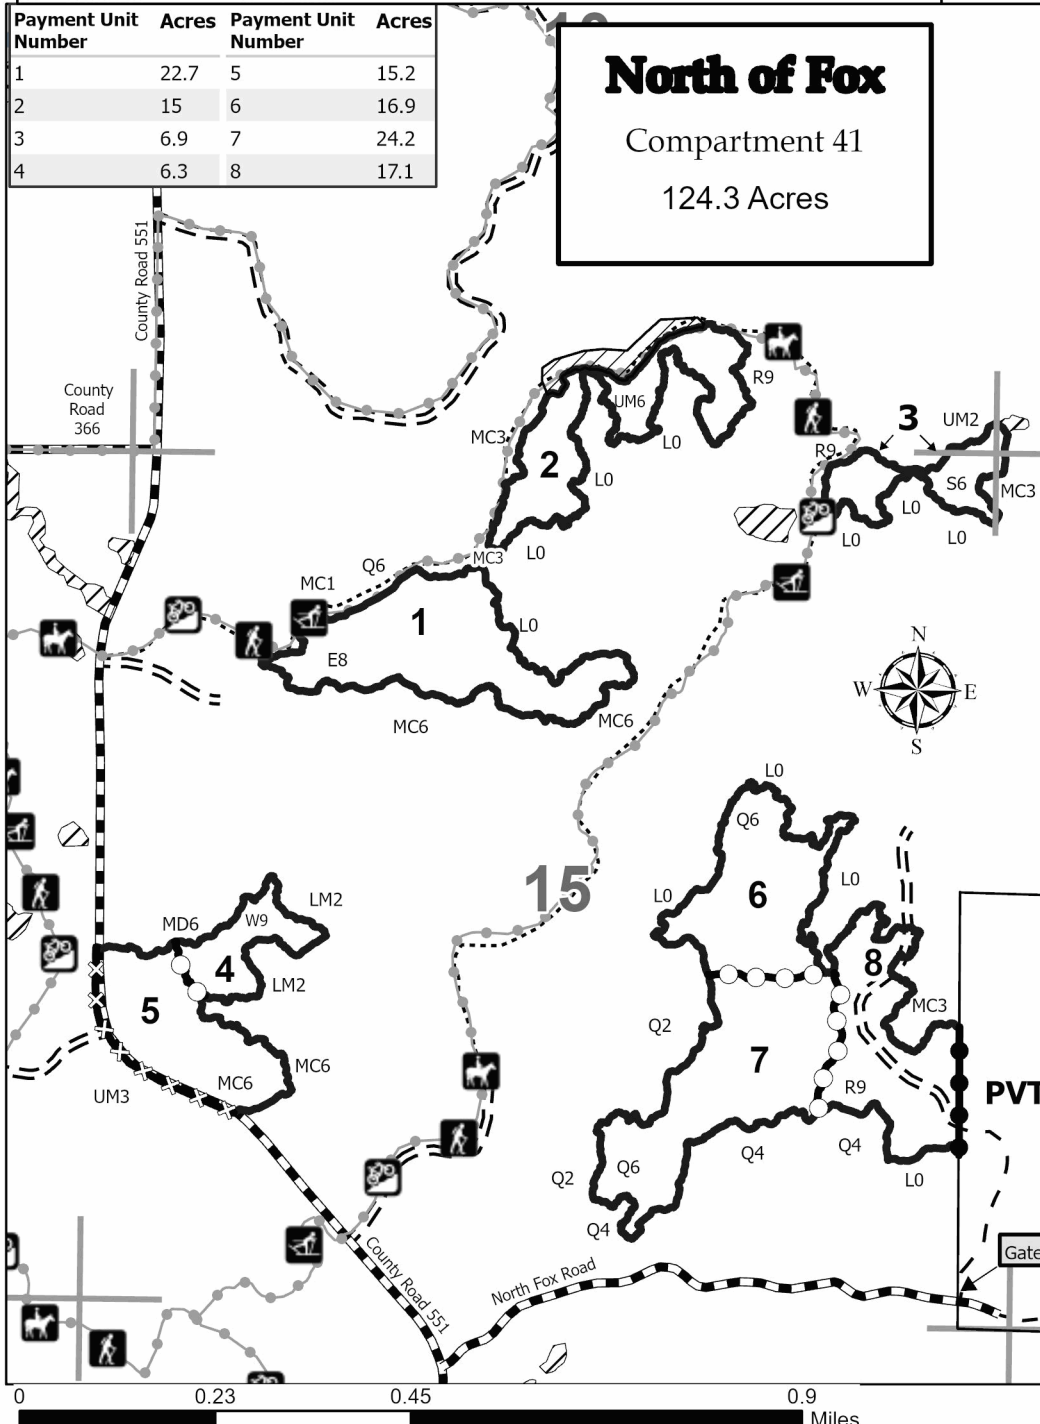 Payment Unit Number Acres Payment Unit Number Acres
1 22.7 5 15.2
2 15 6 16.9
3 6.9 7 24.2
4 6.3 8 17.1
North of Fox
Compartment 41
124.3 Acres
County Road 551
County
Road
366
R9
UM6
MC3
L0
2
L0
L0
MC3
3
UM2
R9
S6
MC3
L0
L0
L0
Q6
MC1
1
L0
E8
MC6
MC6
N
W E
S
L0
Q6
15
6
L0
L0
LM2
MD6
W9
4
LM2
5
8
MC3
Q2
7
MC6
MC6
UM3
R9
PVT
Q4
Q4
Q2
Q6
L0
Q4
Gate
County Road 551
North Fox Road
0 0.23 0.45 0.9
Miles